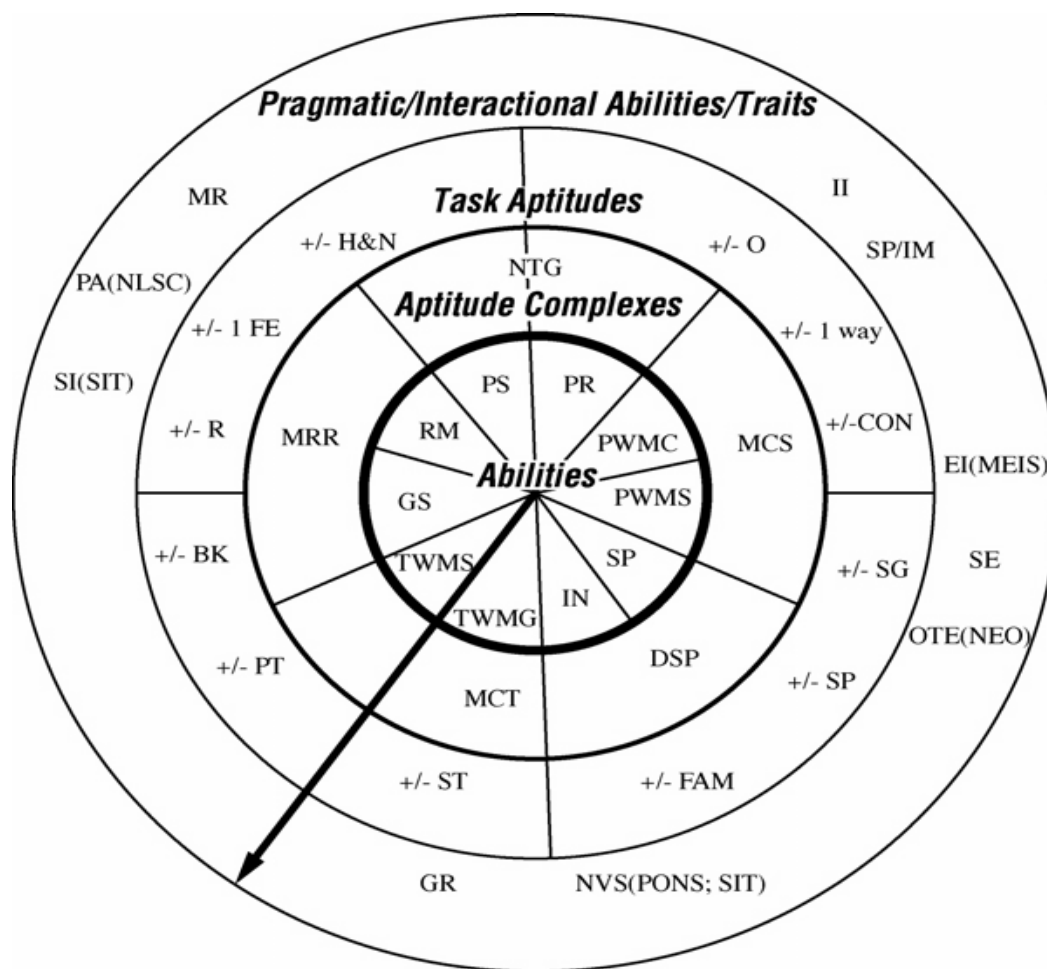 Pragmatic/Interactional Abilities/Traits
MR
II
Task Aptitudes
+/- H&N
+/- O
SP/IM
NTG
PA(NLSC)
Aptitude Complexes
+/- 1 FE
+/- 1 way
SI(SIT)
PS
PR
+/- R
MRR
RM
PWMC
MCS
+/-CON
Abilities
EI(MEIS)
GS
PWMS
+/- BK
TWMS
SP
+/- SG
SE
IN
TWMG
OTE(NEO)
+/- PT
DSP
+/- SP
MCT
+/- ST
+/- FAM
GR
NVS(PONS; SIT)